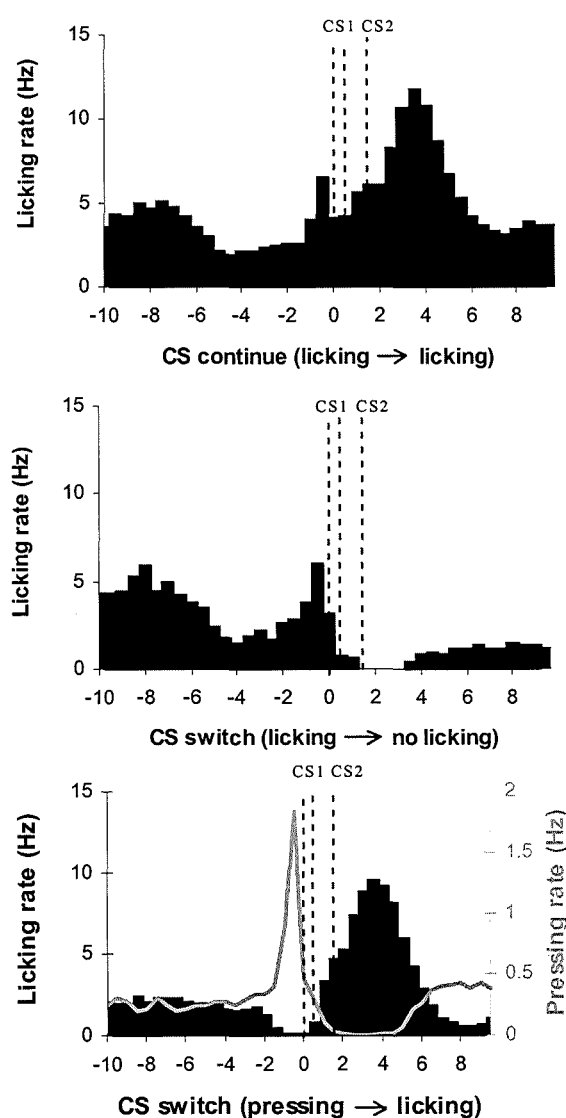 CS1 CS2
15
10
5
0
Licking rate (Hz)
-10 -8 -6 -4 -2 0 2 4 6 8
CS continue (licking → licking)
CS1 CS2
15
10
5
0
Licking rate (Hz)
-10 -8 -6 -4 -2 0 2 4 6 8
CS switch (licking → no licking)
CS1 CS2
15
10
5
0
Licking rate (Hz)
2
1.5
1
0.5
0
Pressing rate (Hz)
-10 -8 -6 -4 -2 0 2 4 6 8
CS switch (pressing → licking)